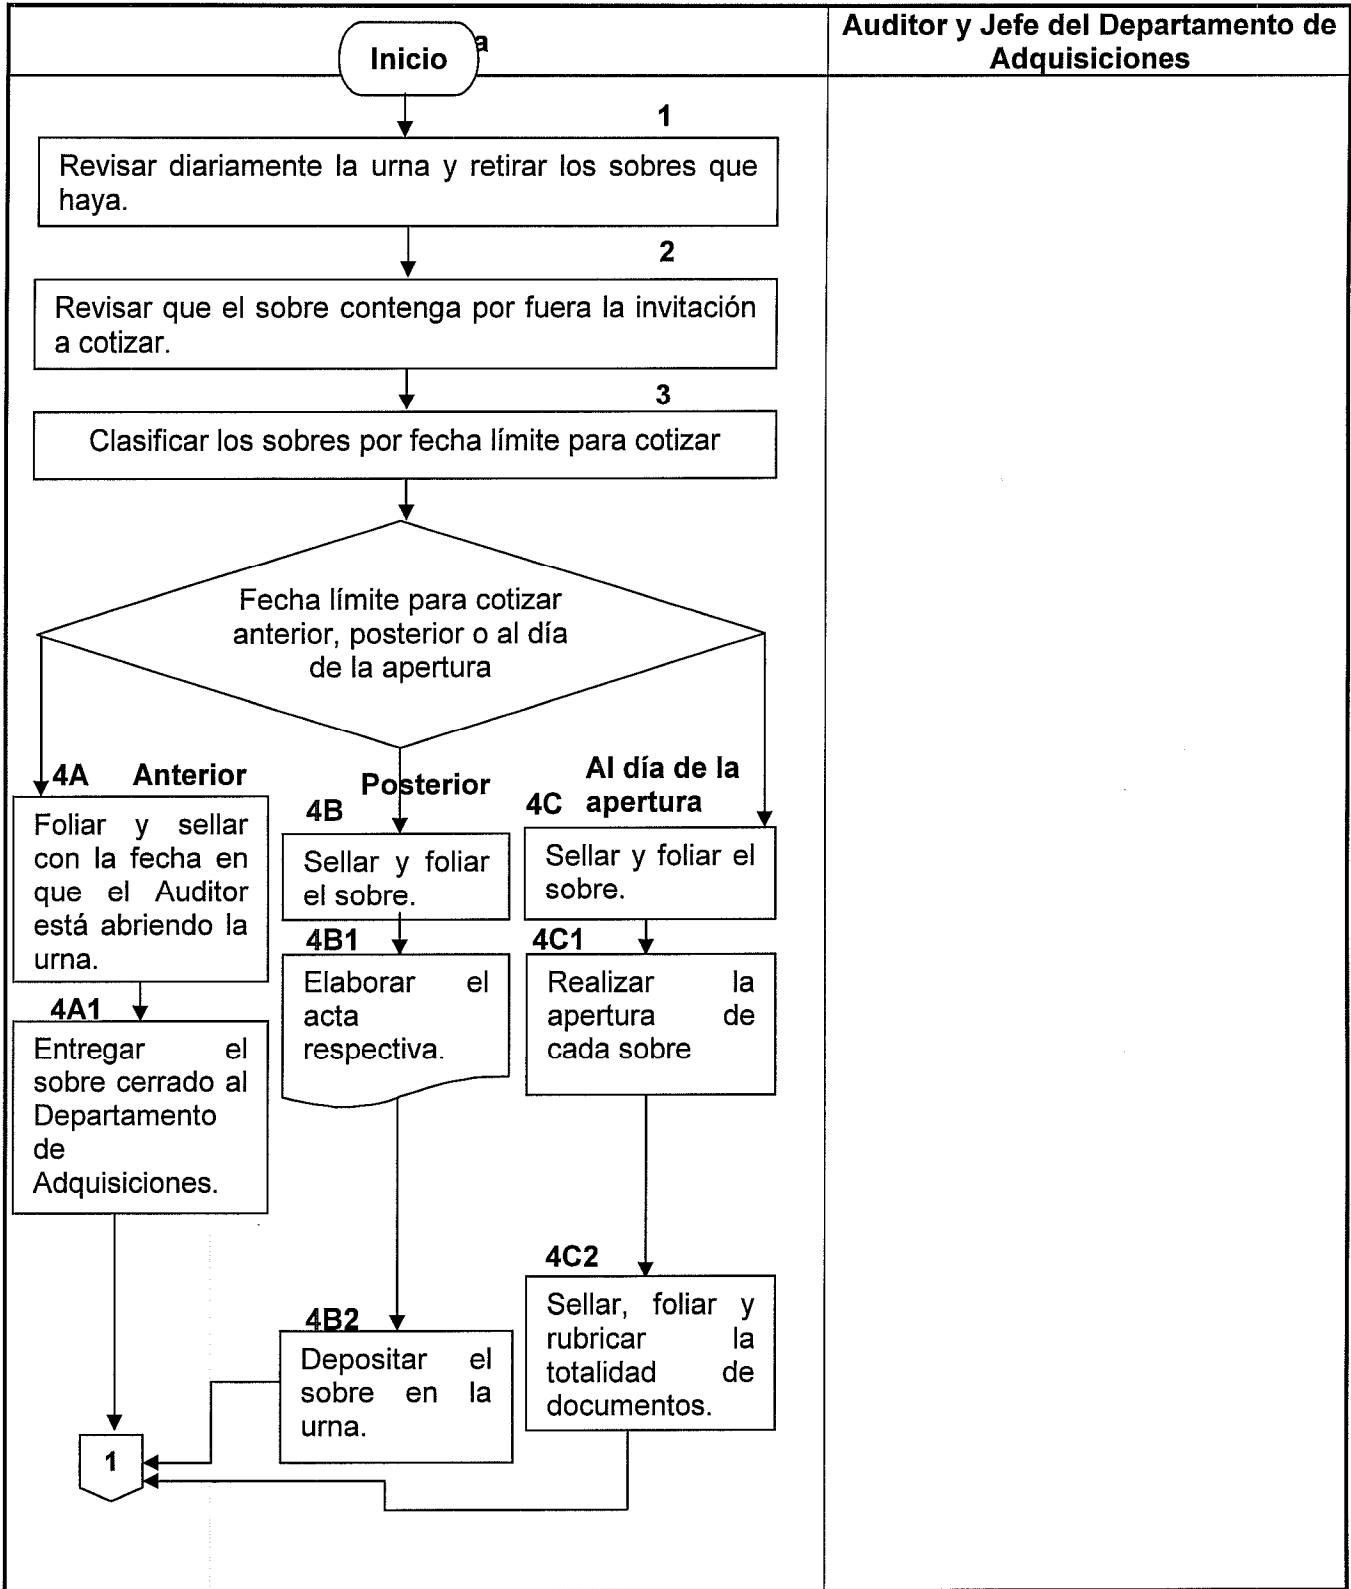 Inicio
a
Auditor y Jefe del Departamento de
Adquisiciones
1
Revisar diariamente la urna y retirar los sobres que
haya.
2
Revisar que el sobre contenga por fuera la invitación
a cotizar.
3
Clasificar los sobres por fecha límite para cotizar
Fecha límite para cotizar
anterior, posterior o al día
de la apertura
4A Anterior
Foliar y sellar
con la fecha en
que el Auditor
está abriendo la
urna.
4A1
Entregar el
sobre cerrado al
Departamento
de
Adquisiciones.
Posterior
4B
Sellar y foliar
el sobre.
4B1
Elaborar el
acta
respectiva.
4B2
Depositar el
sobre en la
urna.
Al día de la
4C apertura
Sellar y foliar el
sobre.
4C1
Realizar la
apertura de
cada sobre
4C2
Sellar, foliar y
rubricar la
totalidad de
documentos.
1